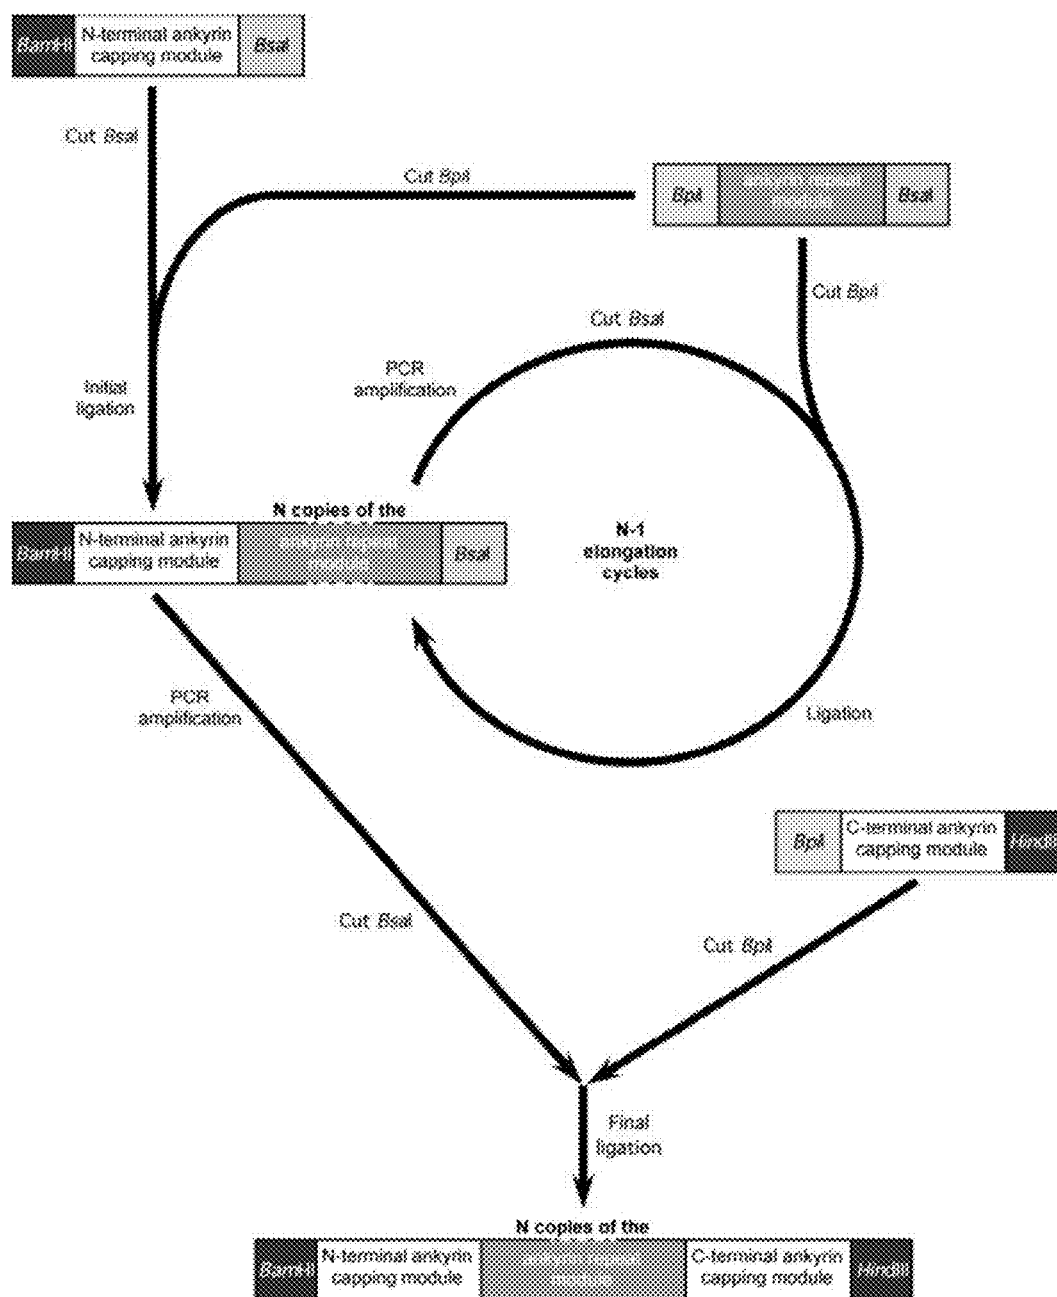 BamHI
N-terminal ankyrin
capping module
BsaI
Cut BsaI
Cut BpiI
BpiI
BsaI
Cut BpiI
Cut BsaI
PCR
amplification
Initial
ligation
N copies of the
BamHI
N-terminal ankyrin
capping module
BsaI
N-1
elongation
cycles
PCR
amplification
Ligation
BpiI
C-terminal ankyrin
capping module
HindIII
Cut BsaI
Cut BpiI
Final
ligation
N copies of the
BamHI
N-terminal ankyrin
capping module
C-terminal ankyrin
capping module
HindIII